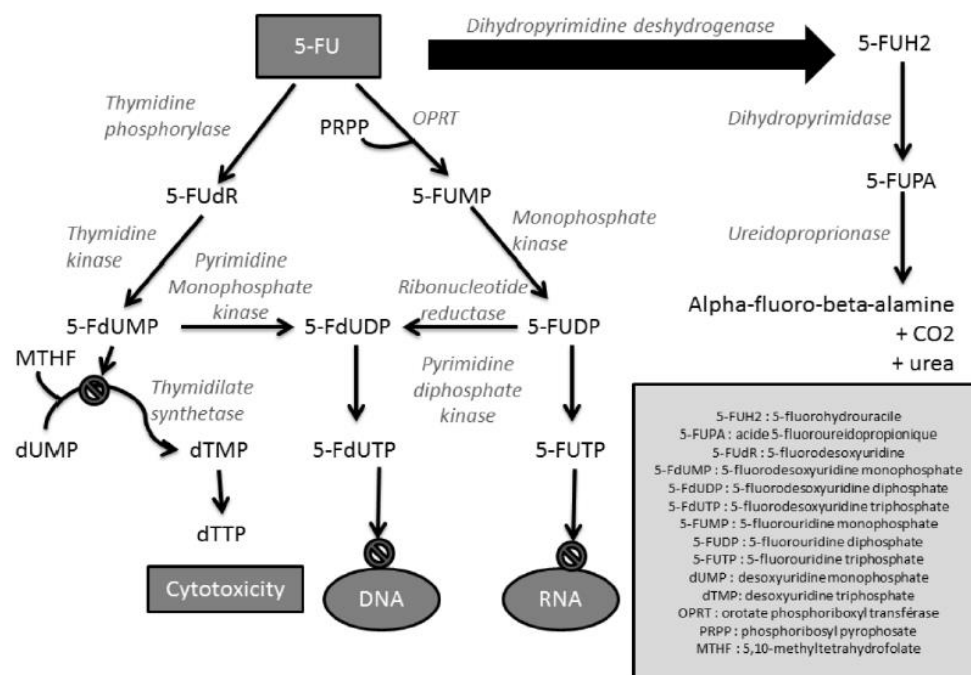 5-FU
Dihydropyrimidine deshydrogenase
5-FUH2
Thymidine
phosphorylase
PRPP
OPRT
Dihydropyrimidase
5-FUdR
5-FUMP
5-FUPA
Thymidine
kinase
Pyrimidine
Monophosphate
kinase
Monophosphate
kinase
Ribonucleotide
reductase
Ureidoproprionase
5-FdUMP
5-FdUDP
5-FUDP
Alpha-fluoro-beta-alamine
+ CO2
+ urea
MTHF
Thymidilate
synthetase
Pyrimidine
diphosphate
kinase
dUMP
dTMP
5-FdUTP
5-FUTP
dTTP
Cytotoxicity
DNA
RNA
5-FUH2 : 5-fluorohydrouracile
5-FUPA : acide 5-fluoroureidopropionique
5-FUdR : 5-fluorodesoxyuridine
5-FdUMP : 5-fluorodesoxyuridine monophosphate
5-FdUDP : 5-fluorodesoxyuridine diphosphate
5-FdUTP : 5-fluorodesoxyuridine triphosphate
5-FUMP : 5-fluorouridine monophosphate
5-FUDP : 5-fluorouridine diphosphate
5-FUTP : 5-fluorouridine triphosphate
dUMP : desoxyuridine monophosphate
dTMP: desoxyuridine triphosphate
OPRT : orotate phosphoriboxyl transférase
PRPP : phosphoribosyl pyrophosate
MTHF : 5,10-methyltetrahydrofolate